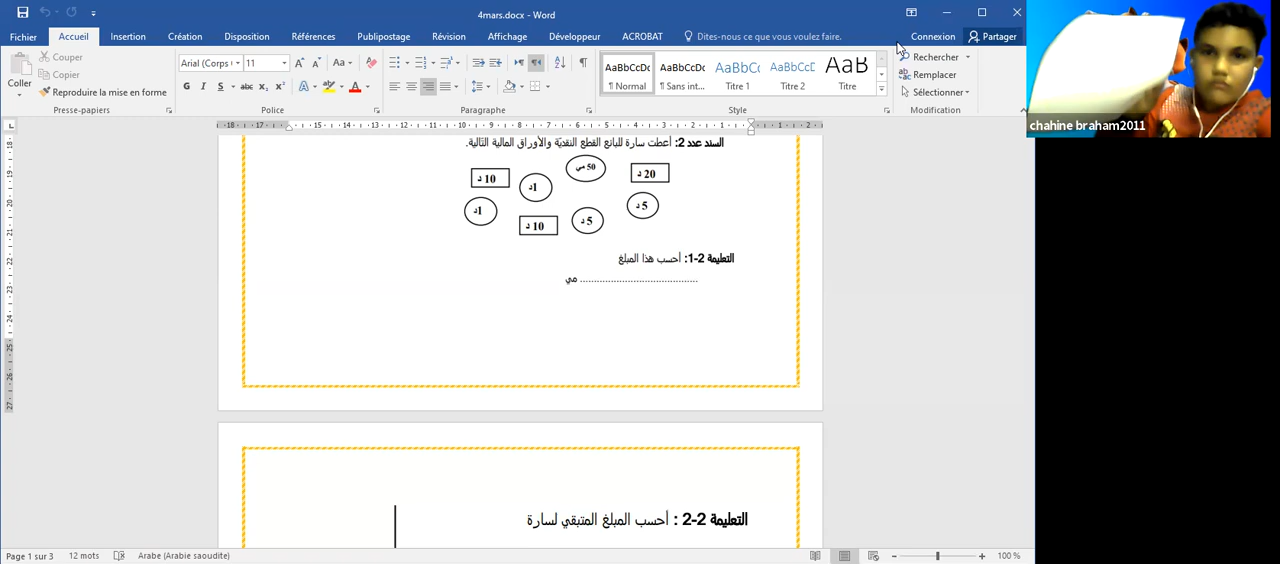 4mars.docx - Word
Fichier Accueil Insertion Création Disposition Références Publipostage Révision Affichage Développeur ACROBAT Dites-nous ce que vous voulez faire. Connexion Partager
Coller Couper Copier Reproduire la mise en forme
Arial (Corps 11
G I S abc
AaBbCcDc AaBbCcDc AaBbCc AaBbCcD AaB
¶ Normal ¶ Sans int... Titre 1 Titre 2 Titre
Rechercher
Remplacer
Sélectionner
Presse-papiers Police Paragraphe Style Modification
chahine braham2011
السند عدد 2: أعطت سارة للبائع القطع النقديّة والأوراق المالية التالية.
20 د
50 مي
1د
10 د
5 د
5 د
10 د
1د
التعليمة 2-1: أحسب هذا المبلغ
........................................ مي
التعليمة 2-2 : أحسب المبلغ المتبقي لسارة
Page 1 sur 3 12 mots Arabe (Arabie saoudite) 100 %